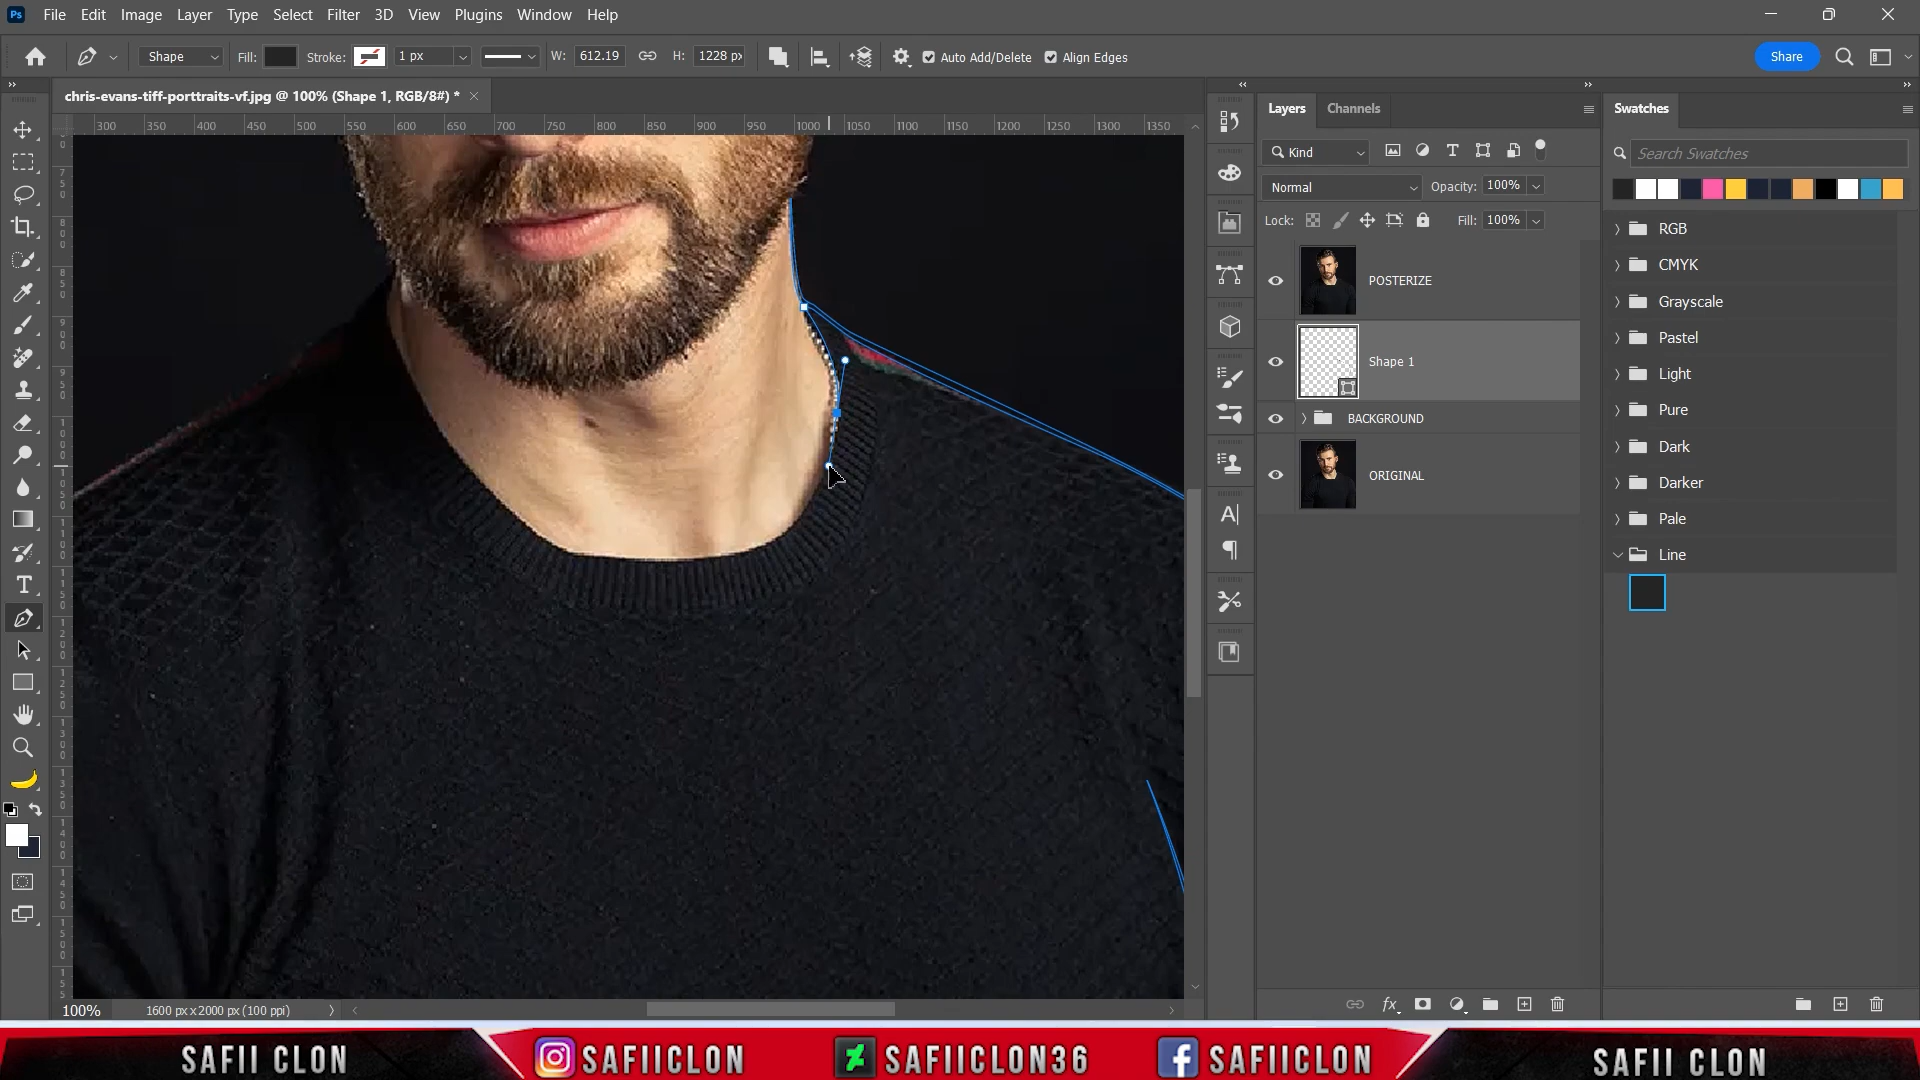 Ps File Edit Image Layer Type Select Filter 3D View Plugins Window Help
Shape Fill: Stroke: 1 px W: 612.19 H: 1228 px Auto Add/Delete Align Edges Share
chris-evans-tiff-porttraits-vf.jpg @ 100% (Shape 1, RGB/8#) *
300 350 400 450 500 550 600 650 700 750 800 850 900 950 1000 1050 1100 1150 1200 1250 1300 1350
Layers Channels
Kind
Normal Opacity: 100%
Lock: Fill: 100%
POSTERIZE
Shape 1
BACKGROUND
ORIGINAL
Swatches
Search Swatches
RGB
CMYK
Grayscale
Pastel
Light
Pure
Dark
Darker
Pale
Line
100% 1600 px x 2000 px (100 ppi)
SAFII CLON SAFIICLON SAFIICLON36 SAFIICLON SAFII CLON